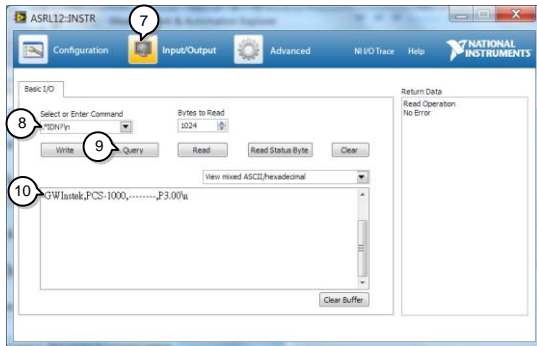 ASRL12::INSTR
7
Configuration
Input/Output
Advanced
NI I/O Trace
Help
NATIONAL INSTRUMENTS
Basic I/O
Return Data
Read Operation
No Error
Select or Enter Command
Bytes to Read
8
*IDN?\n
1024
9
Write
Query
Read
Read Status Byte
Clear
View mixed ASCII/hexadecimal
10
GWInstek,PCS-1000,--------,P3.00\n
Clear Buffer